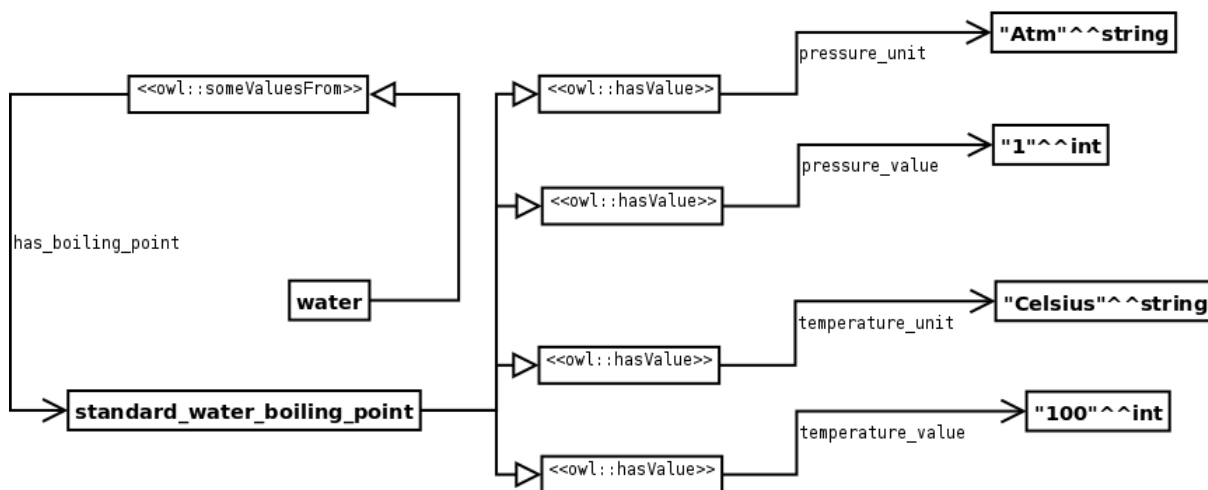 "Atm"^^string
pressure_unit
<<owl::someValuesFrom>>
<<owl::hasValue>>
"1"^^int
pressure_value
<<owl::hasValue>>
has_boiling_point
water
"Celsius"^^string
temperature_unit
<<owl::hasValue>>
standard_water_boiling_point
"100"^^int
temperature_value
<<owl::hasValue>>